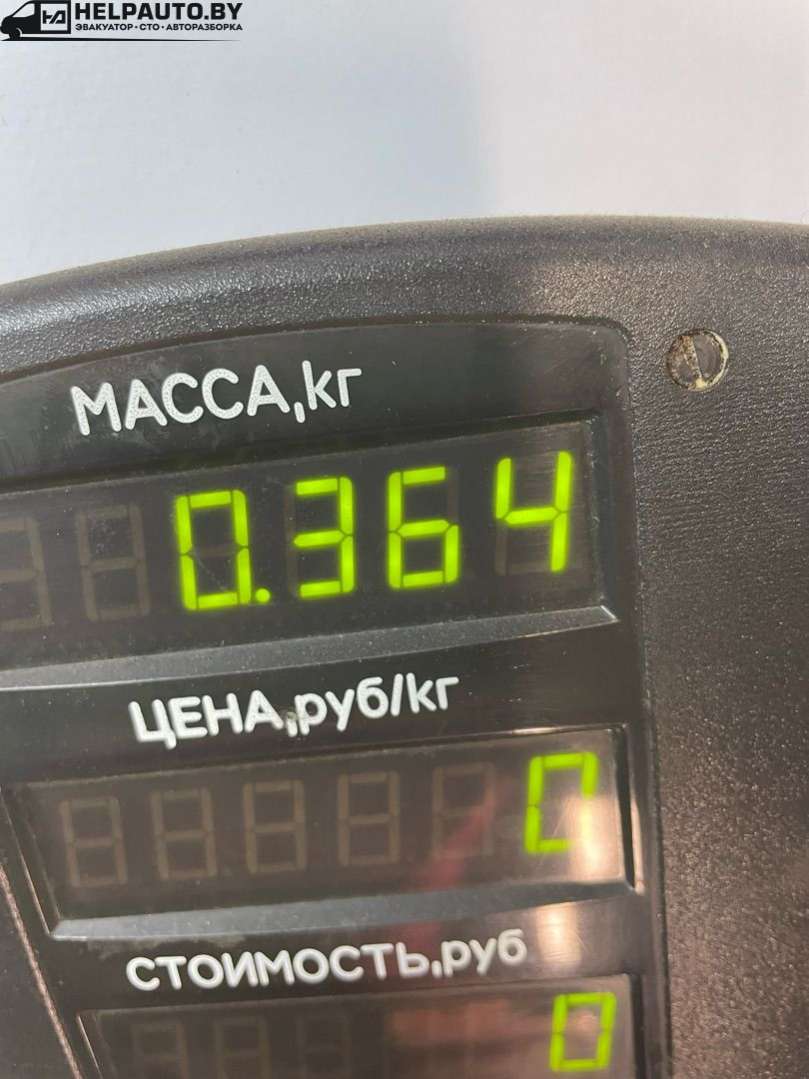 HELPAUTO.BY
ЭВАКУАТОР · СТО · АВТОРАЗБОРКА
МАССА,кг
0.364
ЦЕНА,руб/кг
0
СТОИМОСТЬ,руб
0